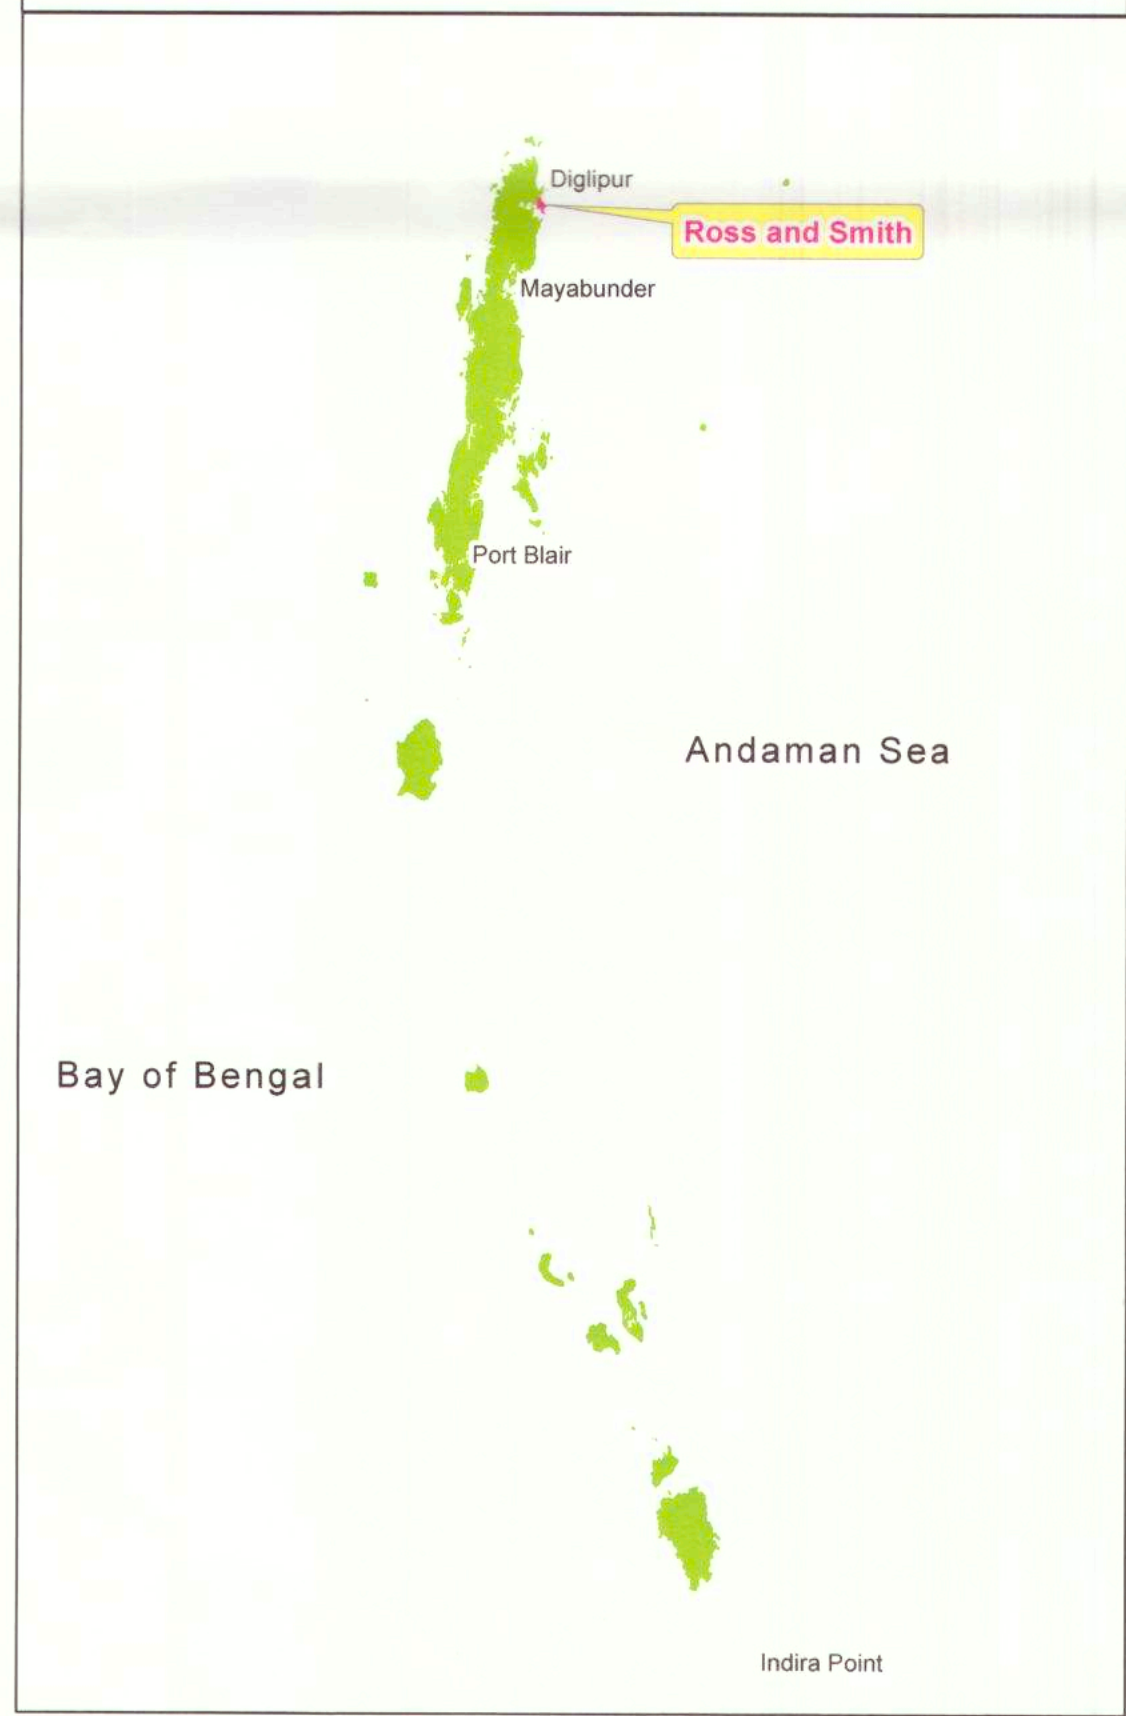 Diglipur
Ross and Smith
Mayabunder
Port Blair
Andaman Sea
Bay of Bengal
Indira Point